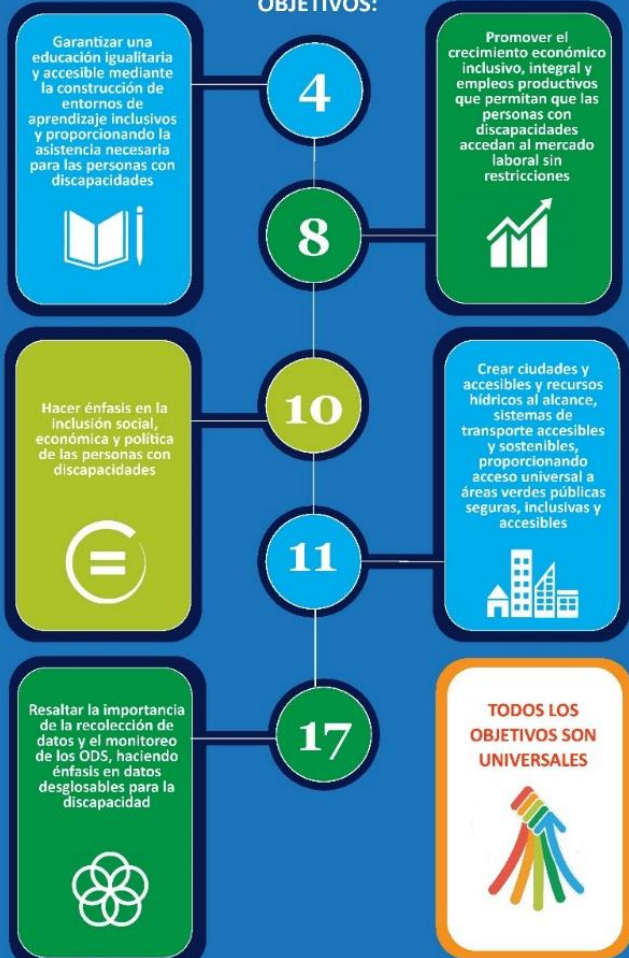 OBJETIVOS:
Garantizar una
educación igualitaria
y accesible mediante
la construcción de
entornos de
aprendizaje inclusivos
y proporcionando la
asistencia necesaria
para las personas con
discapacidades
4
Promover el
crecimiento económico
inclusivo, integral y
empleos productivos
que permitan que las
personas con
discapacidades
accedan al mercado
laboral sin
restricciones
8
Hacer énfasis en la
inclusión social,
económica y política
de las personas con
discapacidades
10
Crear ciudades y
accesibles y recursos
hídricos al alcance,
sistemas de
transporte accesibles
y sostenibles,
proporcionando
acceso universal a
áreas verdes públicas
seguras, inclusivas y
accesibles
11
Resaltar la importancia
de la recolección de
datos y el monitoreo
de los ODS, haciendo
énfasis en datos
desglosables para la
discapacidad
17
TODOS LOS
OBJETIVOS SON
UNIVERSALES